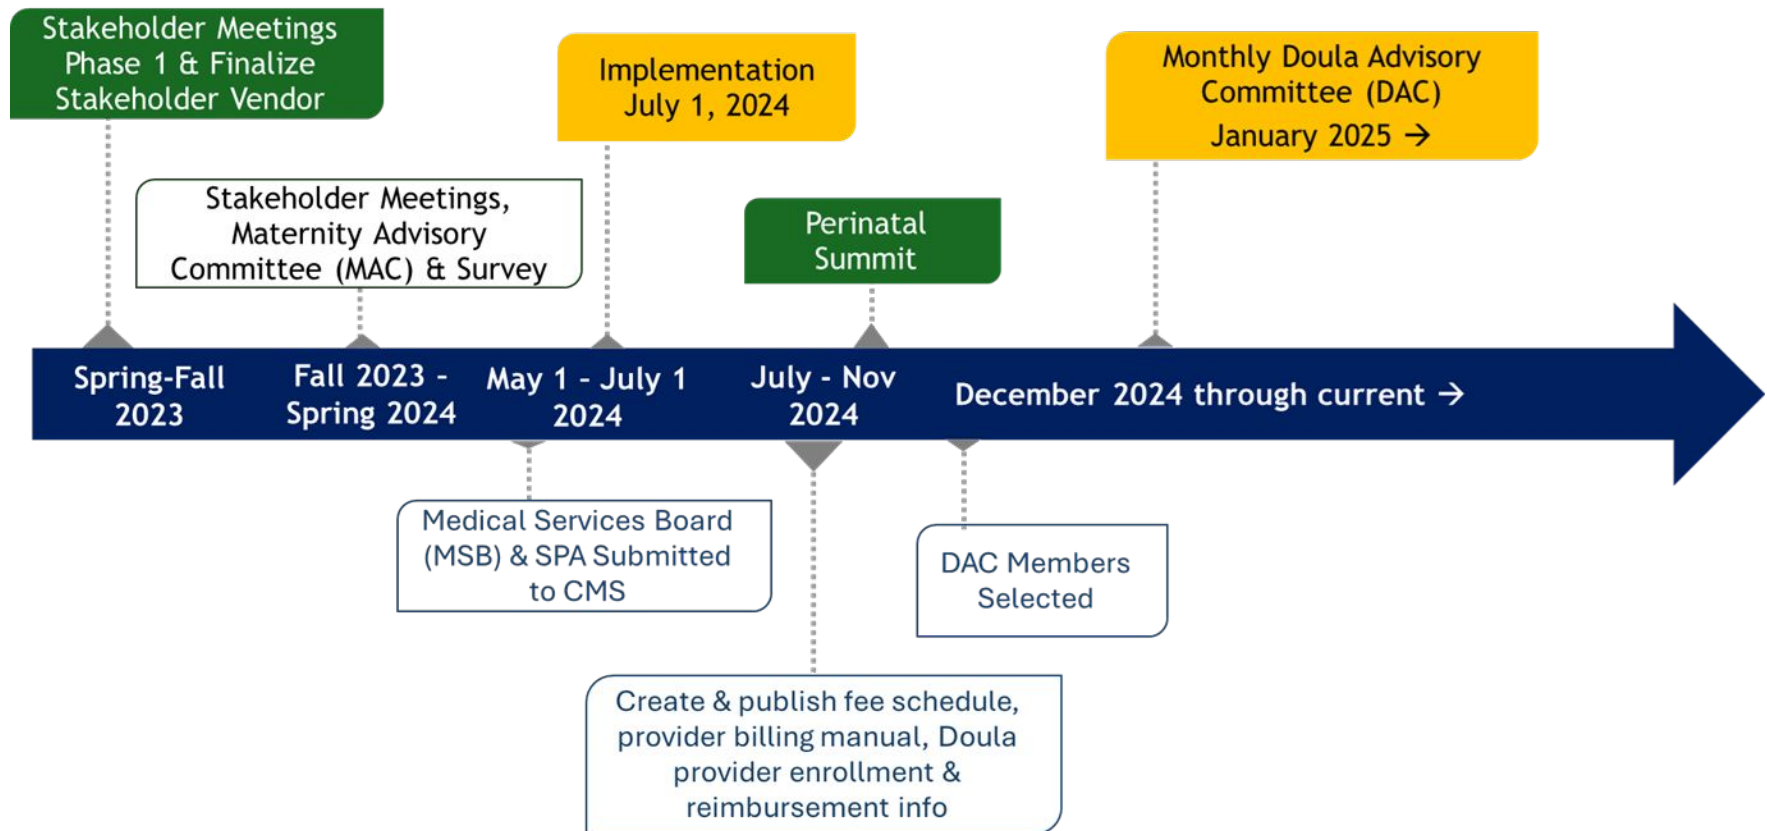 Stakeholder Meetings
Phase 1 & Finalize
Stakeholder Vendor
Implementation
July 1, 2024
Monthly Doula Advisory
Committee (DAC)
January 2025 →
Stakeholder Meetings,
Maternity Advisory
Committee (MAC) & Survey
Perinatal
Summit
Spring-Fall
2023
Fall 2023 -
Spring 2024
May 1 - July 1
2024
July - Nov
2024
December 2024 through current →
Medical Services Board
(MSB) & SPA Submitted
to CMS
DAC Members
Selected
Create & publish fee schedule,
provider billing manual, Doula
provider enrollment &
reimbursement info